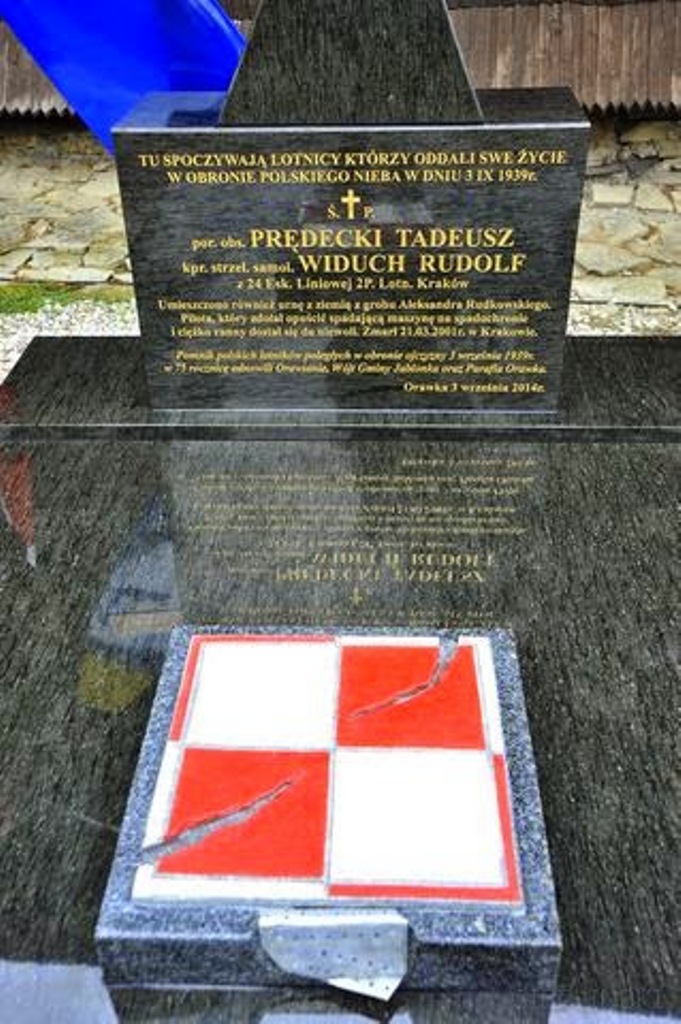 TU SPOCZYWAJĄ LOTNICY KTÓRZY ODDALI SWE ŻYCIE
W OBRONIE POLSKIEGO NIEBA W DNIU 3 IX 1939r.
Ś. P.
por. obs. PRĘDECKI TADEUSZ
kpr. strzel. samol. WIDUCH RUDOLF
z 24 Esk. Liniowej 2P. Lotn. Kraków
Umieszczono również urnę z ziemią z grobu Aleksandra Rudkowskiego.
Pilota, który zdołał opuścić spadającą maszynę na spadochronie
i ciężko ranny dostał się do niewoli. Zmarł 21.03.2001r. w Krakowie.
Pomnik polskich lotników poległych w obronie ojczyzny 3 września 1939r.
w 75 rocznicę odnowili Orawianie, Wójt Gminy Jabłonka oraz Parafia Orawka.
Orawka 3 września 2014r.